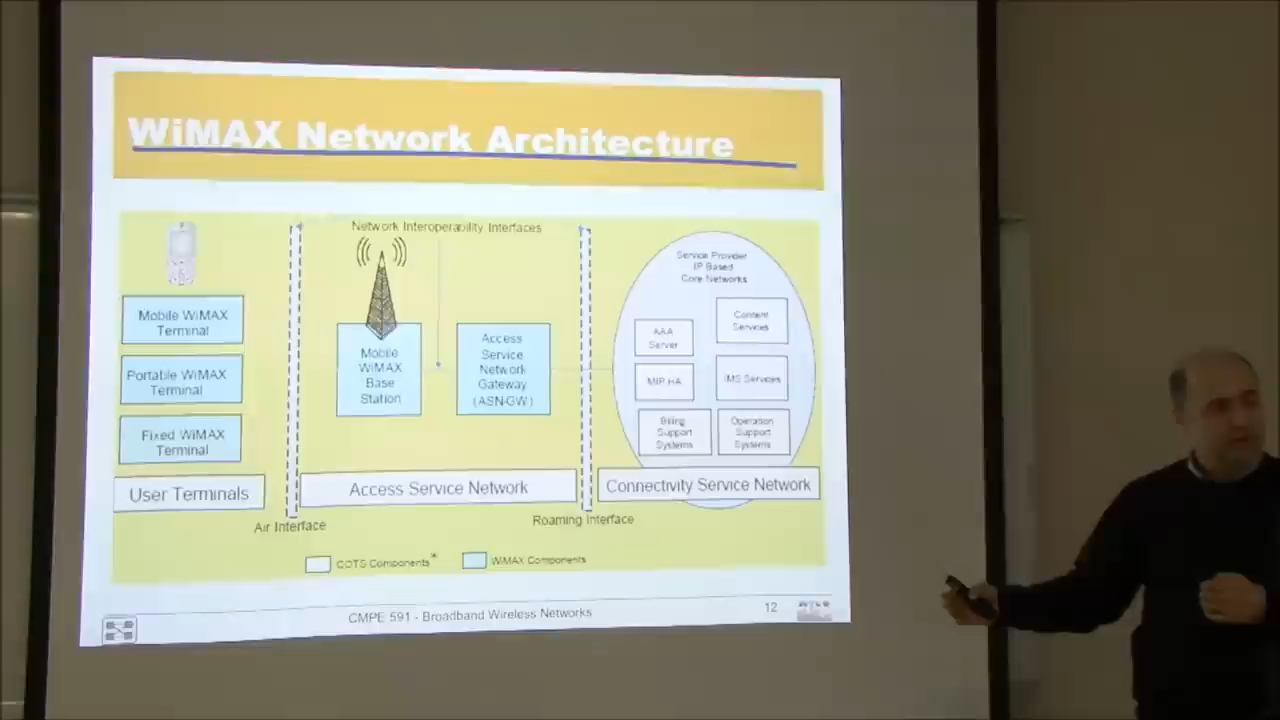 WiMAX Network Architecture
Network Interoperability Interfaces
Mobile WiMAX
Terminal
Portable WiMAX
Terminal
Fixed WiMAX
Terminal
User Terminals
Air Interface
Mobile
WiMAX
Base
Station
Access
Service
Network
Gateway
(ASN-GW)
Access Service Network
Roaming Interface
Service Provider
IP Based
Core Networks
AAA
Server
Content
Services
MIP HA
IMS Services
Billing
Support
Systems
Operation
Support
Systems
Connectivity Service Network
COTS Components*
WiMAX Components
CMPE 591 - Broadband Wireless Networks
12